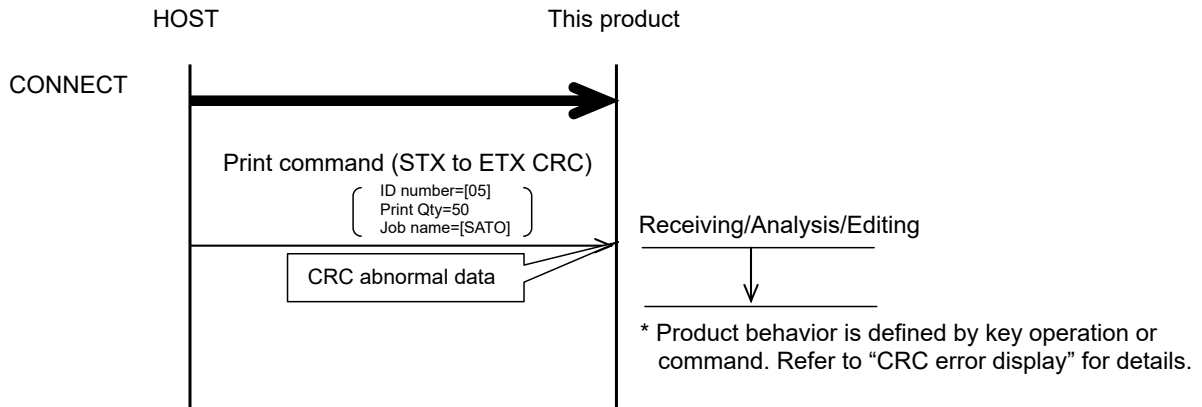 HOST
This product
CONNECT
Print command (STX to ETX CRC)
ID number=[05]
Print Qty=50
Job name=[SATO]
Receiving/Analysis/Editing
CRC abnormal data
* Product behavior is defined by key operation or
command. Refer to “CRC error display” for details.